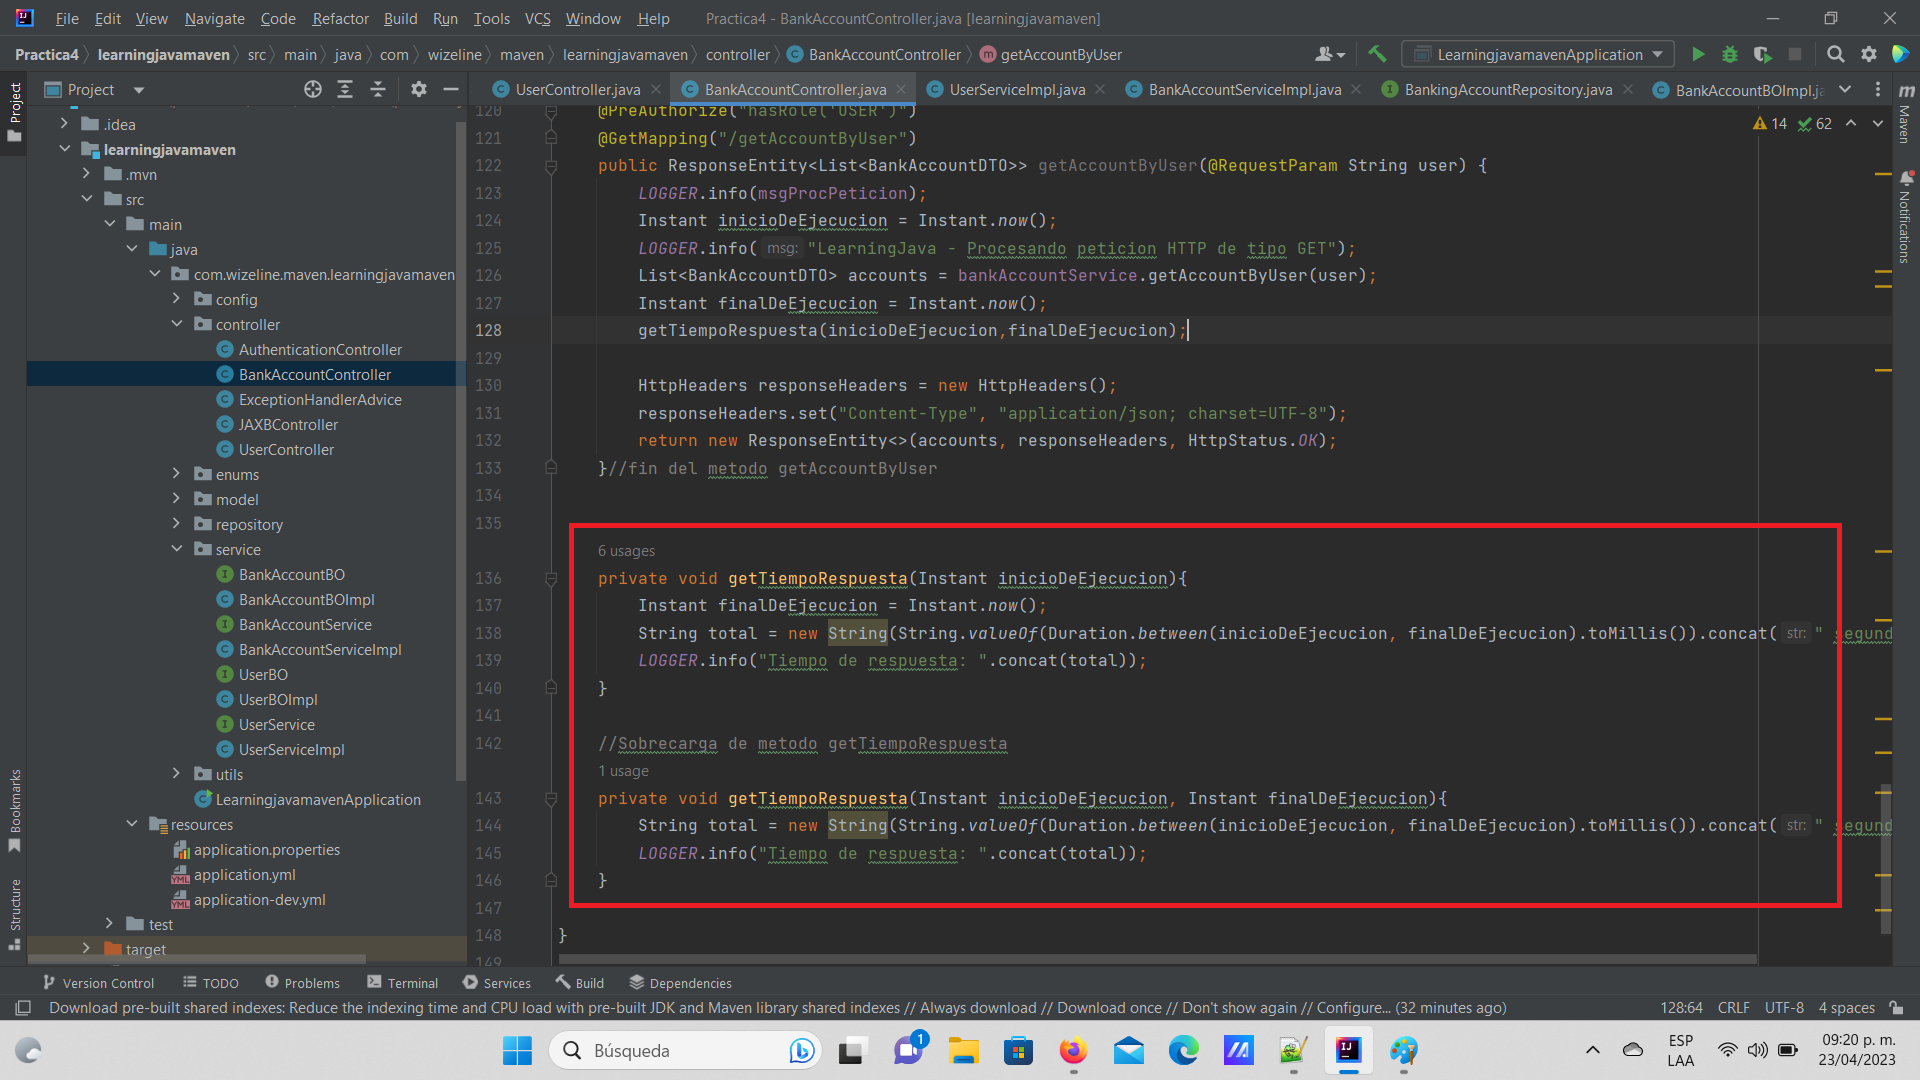 File Edit View Navigate Code Refactor Build Run Tools VCS Window Help Practica4 - BankAccountController.java [learningjavamaven]
Practica4 learningjavamaven src main java com wizeline maven learningjavamaven controller BankAccountController getAccountByUser LearningjavamavenApplication
Project
UserController.java BankAccountController.java UserServiceImpl.java BankAccountServiceImpl.java BankingAccountRepository.java BankAccountBOImpl.ja
Project
Maven
Notifications
Bookmarks
Structure
.idea
learningjavamaven
.mvn
src
main
java
com.wizeline.maven.learningjavamaven
config
controller
AuthenticationController
BankAccountController
ExceptionHandlerAdvice
JAXBController
UserController
enums
model
repository
service
BankAccountBO
BankAccountBOImpl
BankAccountService
BankAccountServiceImpl
UserBO
UserBOImpl
UserService
UserServiceImpl
utils
LearningjavamavenApplication
resources
application.properties
application.yml
application-dev.yml
test
target
14 62
120 @PreAuthorize("hasRole('USER')")
121 @GetMapping("/getAccountByUser")
122 public ResponseEntity<List<BankAccountDTO>> getAccountByUser(@RequestParam String user) {
123 LOGGER.info(msgProcPeticion);
124 Instant inicioDeEjecucion = Instant.now();
125 LOGGER.info( msg: "LearningJava - Procesando peticion HTTP de tipo GET");
126 List<BankAccountDTO> accounts = bankAccountService.getAccountByUser(user);
127 Instant finalDeEjecucion = Instant.now();
128 getTiempoRespuesta(inicioDeEjecucion,finalDeEjecucion);
129
130 HttpHeaders responseHeaders = new HttpHeaders();
131 responseHeaders.set("Content-Type", "application/json; charset=UTF-8");
132 return new ResponseEntity<>(accounts, responseHeaders, HttpStatus.OK);
133 }//fin del metodo getAccountByUser
134
135
6 usages
136 private void getTiempoRespuesta(Instant inicioDeEjecucion){
137 Instant finalDeEjecucion = Instant.now();
138 String total = new String(String.valueOf(Duration.between(inicioDeEjecucion, finalDeEjecucion).toMillis()).concat( str: " segund
139 LOGGER.info("Tiempo de respuesta: ".concat(total));
140 }
141
142 //Sobrecarga de metodo getTiempoRespuesta
1 usage
143 private void getTiempoRespuesta(Instant inicioDeEjecucion, Instant finalDeEjecucion){
144 String total = new String(String.valueOf(Duration.between(inicioDeEjecucion, finalDeEjecucion).toMillis()).concat( str: " segund
145 LOGGER.info("Tiempo de respuesta: ".concat(total));
146 }
147
148 }
149
Version Control TODO Problems Terminal Services Build Dependencies
Download pre-built shared indexes: Reduce the indexing time and CPU load with pre-built JDK and Maven library shared indexes // Always download // Download once // Don't show again // Configure... (32 minutes ago) 128:64 CRLF UTF-8 4 spaces
Búsqueda
1
ESP
LAA
09:20 p. m.
23/04/2023